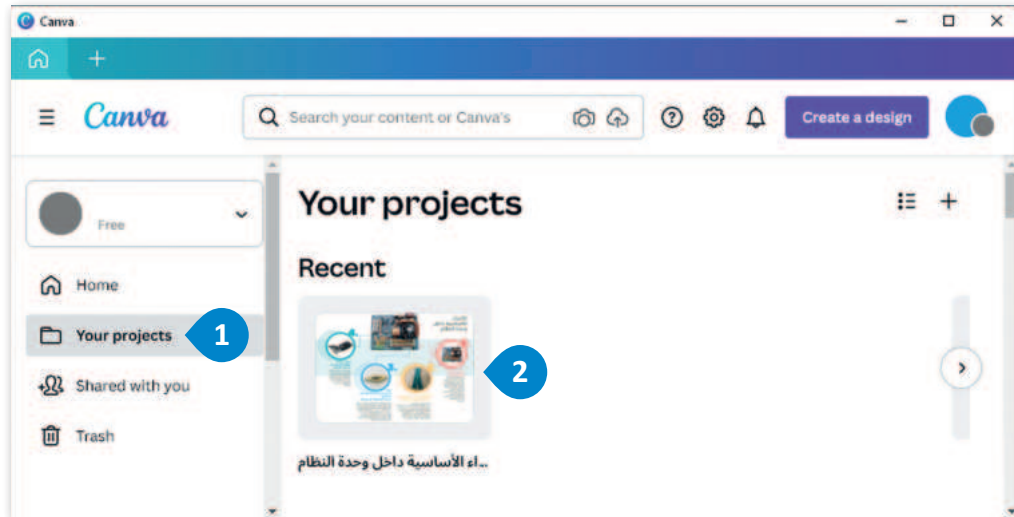 Canva
Canva
Search your content or Canva's
Create a design
Free
Home
Your projects
Shared with you
Trash
1
Your projects
Recent
2
...اء الأساسية داخل وحدة النظام